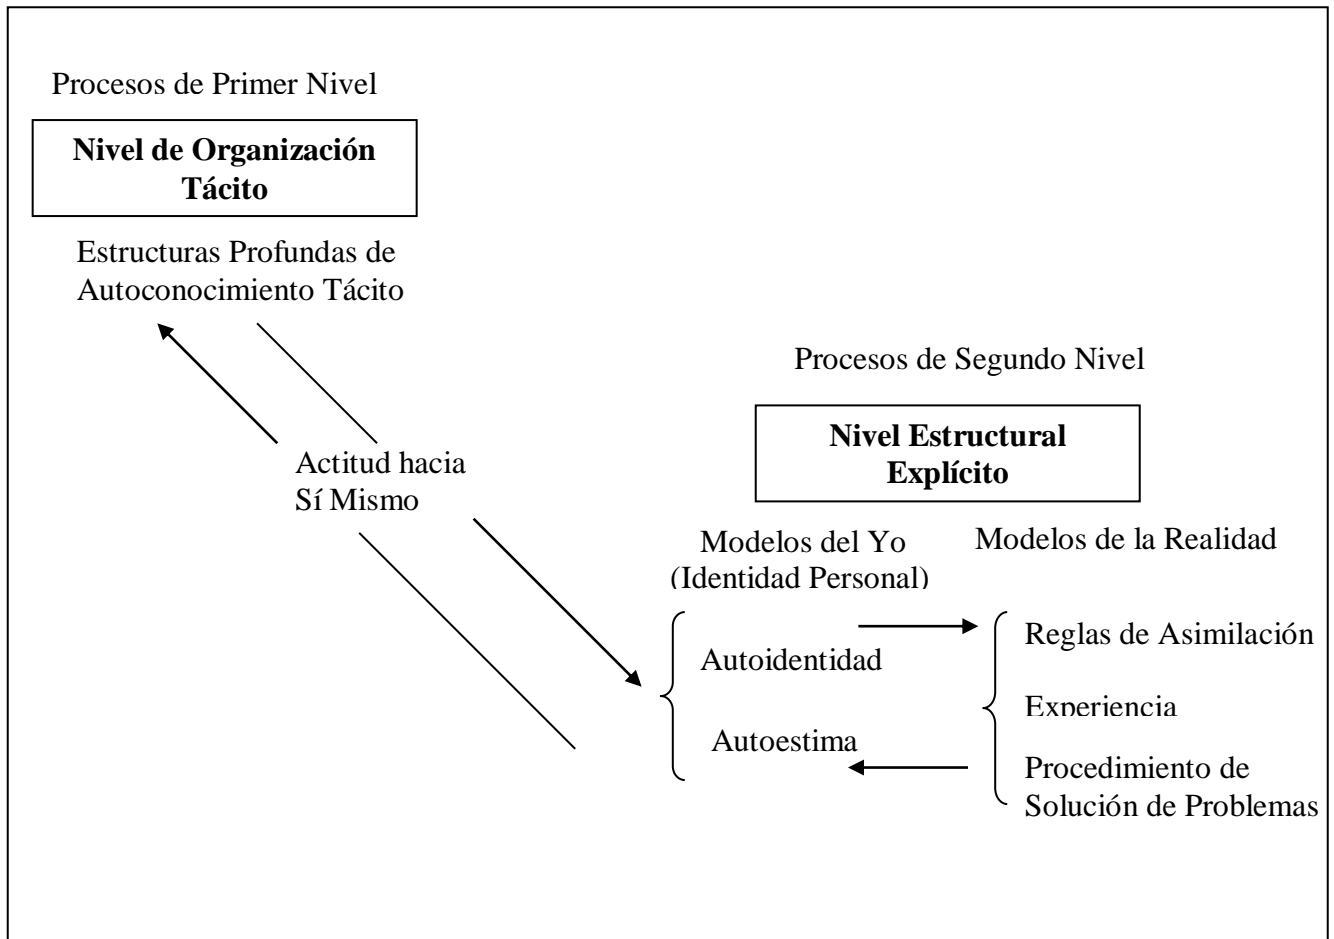 Procesos de Primer Nivel
Nivel de Organización
Tácito
Estructuras Profundas de
Autoconocimiento Tácito
Procesos de Segundo Nivel
Nivel Estructural
Explícito
Actitud hacia
Sí Mismo
Modelos del Yo
(Identidad Personal)
Modelos de la Realidad
Autoidentidad
Autoestima
Reglas de Asimilación
Experiencia
Procedimiento de
Solución de Problemas